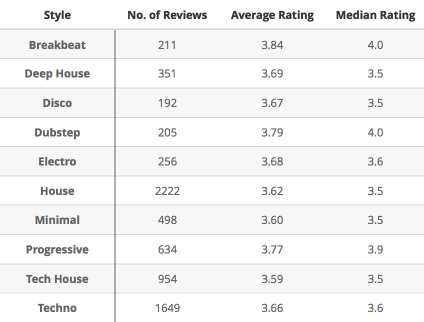 Style No. of Reviews Average Rating Median Rating
Breakbeat 211 3.84 4.0
Deep House 351 3.69 3.5
Disco 192 3.67 3.5
Dubstep 205 3.79 4.0
Electro 256 3.68 3.6
House 2222 3.62 3.5
Minimal 498 3.60 3.5
Progressive 634 3.77 3.9
Tech House 954 3.59 3.5
Techno 1649 3.66 3.6